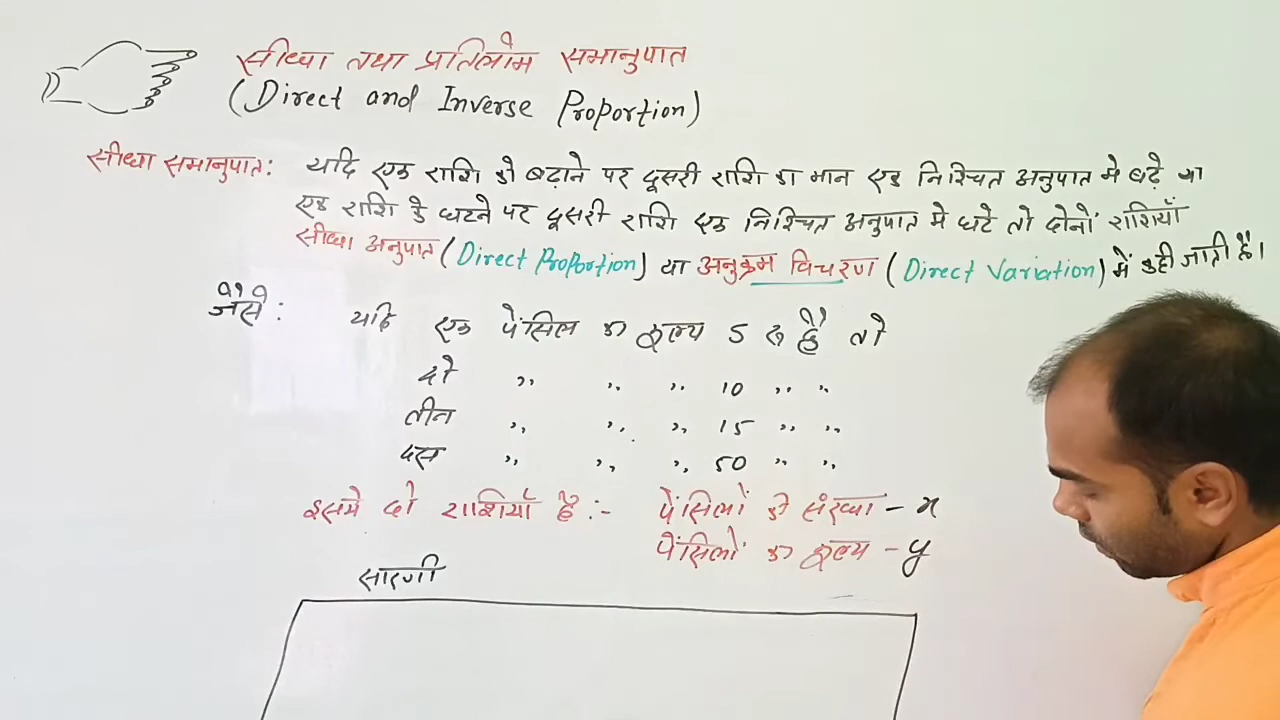 सीधा तथा प्रतिलोम समानुपात
(Direct and Inverse Proportion)
सीधा समानुपात: यदि एक राशि को बढ़ाने पर दूसरी राशि का मान एक निश्चित अनुपात मे बढ़े या
एक राशि के घटने पर दूसरी राशि एक निश्चित अनुपात मे घटे तो दोनों राशियाँ
सीधा अनुपात (Direct Proportion) या अनुक्रम विचरण (Direct Variation) में कही जाती है।
जैसे: यदि एक पेंसिल का मूल्य 5 रु है तो
दो " " " 10 " "
तीन " " " 15 " "
दस " " " 50 " "
इसमे दो राशियाँ है :- पेंसिलों की संख्या - x
पेंसिलों का मूल्य - y
सारणी